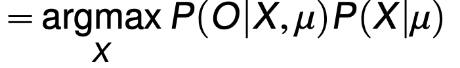 = argmax P(O|X, μ)P(X|μ)
X